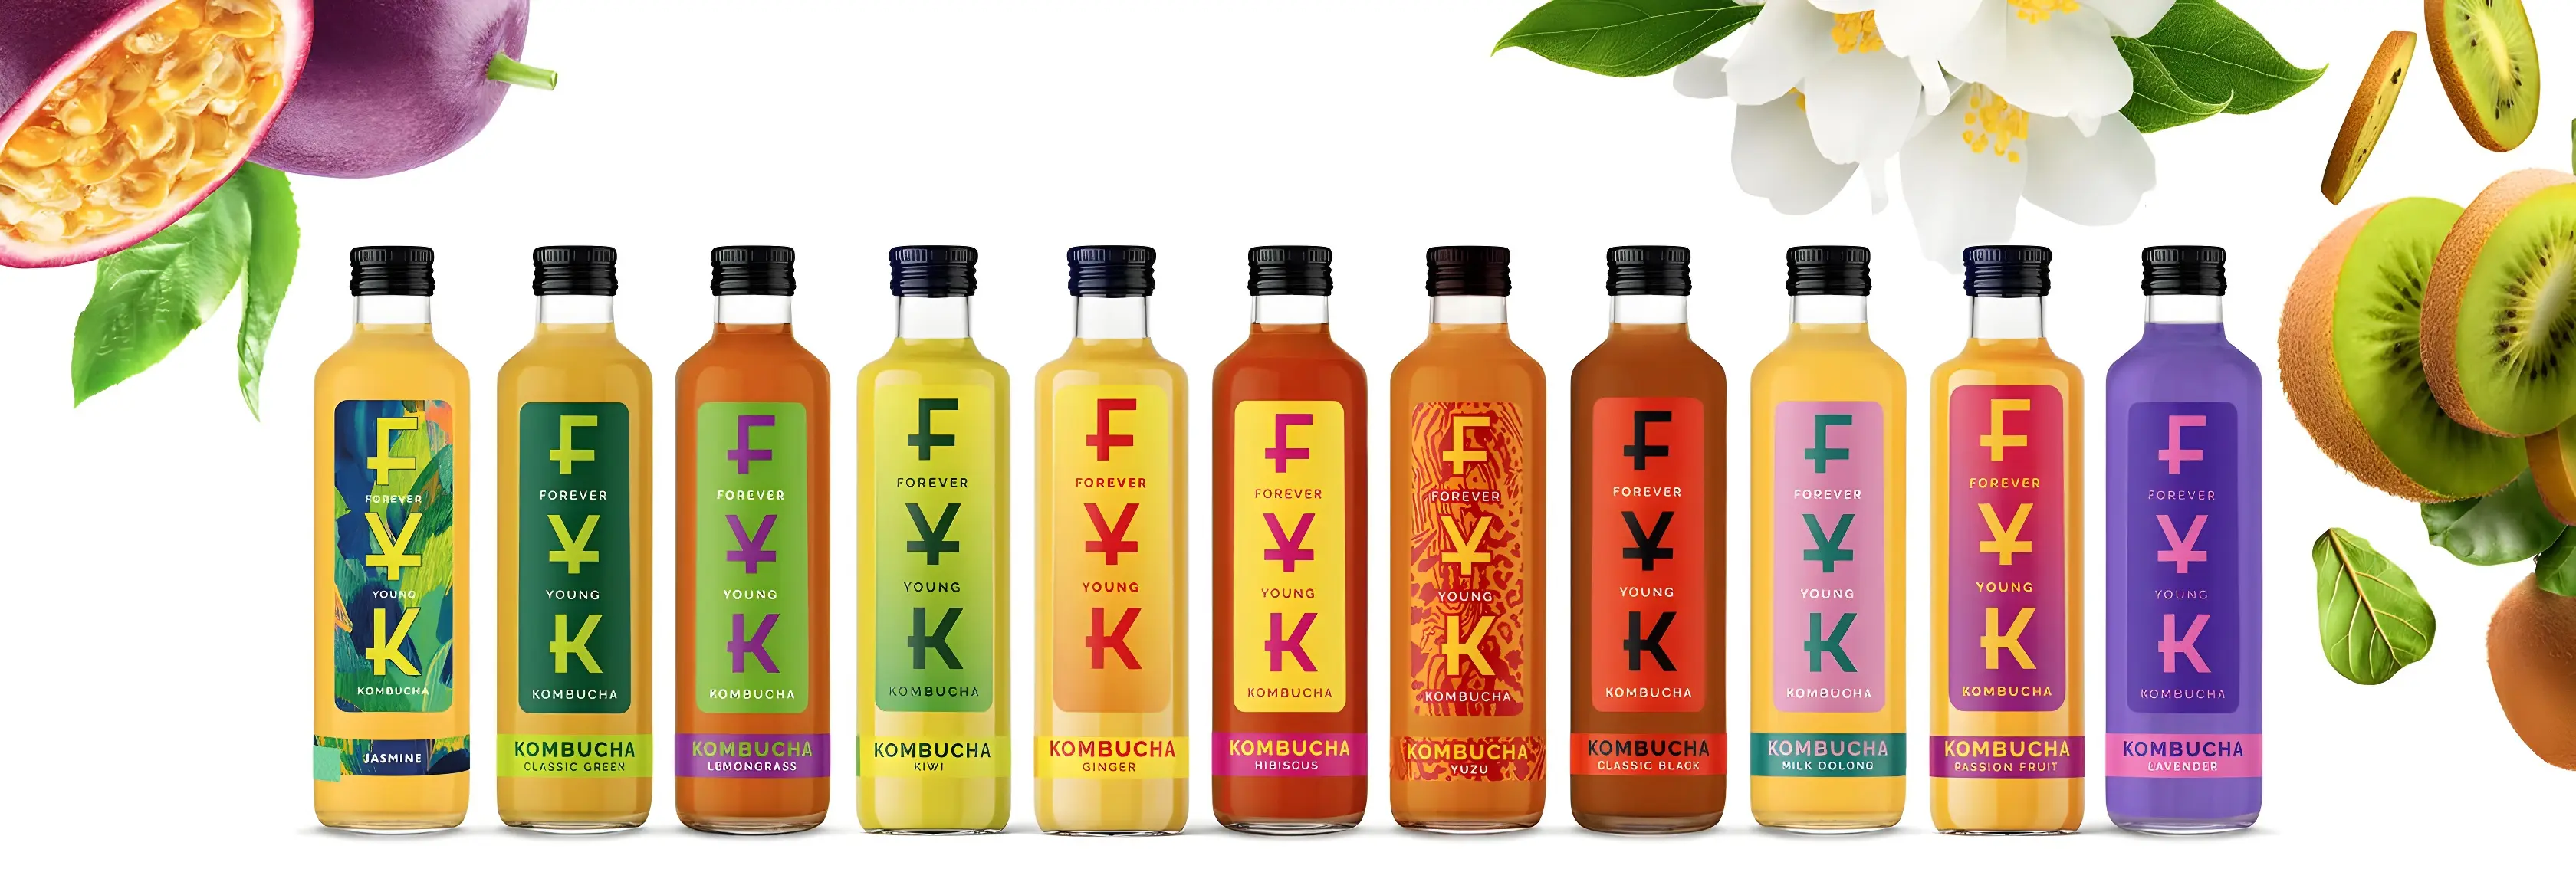 F
FOREVER
¥
YOUNG
K
KOMBUCHA
JASMINE
F
FOREVER
¥
YOUNG
K
KOMBUCHA
KOMBUCHA
CLASSIC GREEN
F
FOREVER
¥
YOUNG
K
KOMBUCHA
KOMBUCHA
LEMONGRASS
F
FOREVER
¥
YOUNG
K
KOMBUCHA
KOMBUCHA
KIWI
F
FOREVER
¥
YOUNG
K
KOMBUCHA
GINGER
F
FOREVER
¥
YOUNG
K
KOMBUCHA
KOMBUCHA
HIBISCUS
F
FOREVER
¥
YOUNG
K
KOMBUCHA
KOMBUCHA
YUZU
F
FOREVER
¥
YOUNG
K
KOMBUCHA
KOMBUCHA
CLASSIC BLACK
F
FOREVER
¥
YOUNG
K
KOMBUCHA
KOMBUCHA
MILK OOLONG
F
FOREVER
¥
YOUNG
K
KOMBUCHA
KOMBUCHA
PASSION FRUIT
F
FOREVER
¥
YOUNG
K
KOMBUCHA
KOMBUCHA
LAVENDER